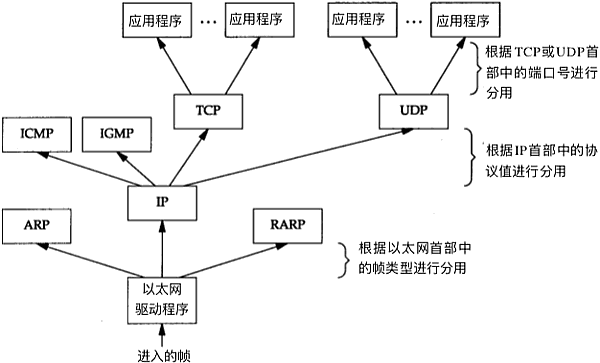 应用程序 … 应用程序 应用程序 … 应用程序
根据TCP或UDP首
部中的端口号进行
分用
TCP UDP
ICMP IGMP
根据IP首部中的协
议值进行分用
IP
ARP RARP
根据以太网首部中
的帧类型进行分用
以太网
驱动程序
进入的帧